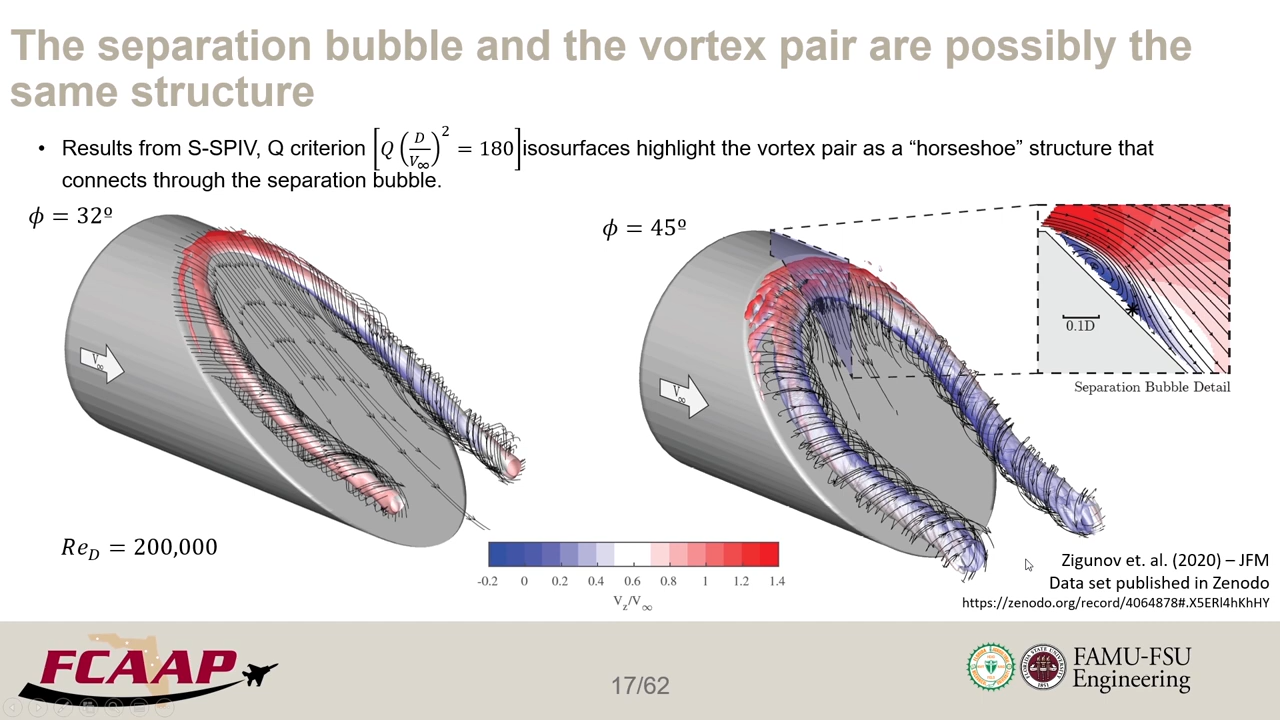 The separation bubble and the vortex pair are possibly the
same structure
• Results from S-SPIV, Q criterion [Q (D/V∞)² = 180] isosurfaces highlight the vortex pair as a “horseshoe” structure that
connects through the separation bubble.
ϕ = 32º
ϕ = 45º
V∞
V∞
0.1D
Separation Bubble Detail
Re_D = 200,000
-0.2 0 0.2 0.4 0.6 0.8 1 1.2 1.4
V_z/V∞
Zigunov et. al. (2020) – JFM
Data set published in Zenodo
https://zenodo.org/record/4064878#.X5ERl4hKhHY
FCAAP
17/62
FAMU-FSU
Engineering